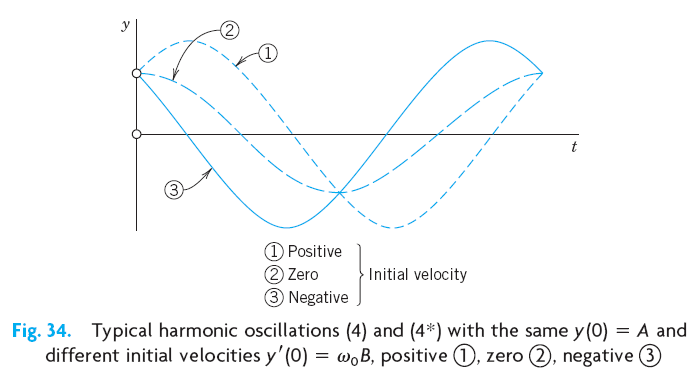 y
②
①
t
③
① Positive
② Zero
Initial velocity
③ Negative
Fig. 34. Typical harmonic oscillations (4) and (4*) with the same y(0) = A and
different initial velocities y′(0) = ω₀B, positive ①, zero ②, negative ③